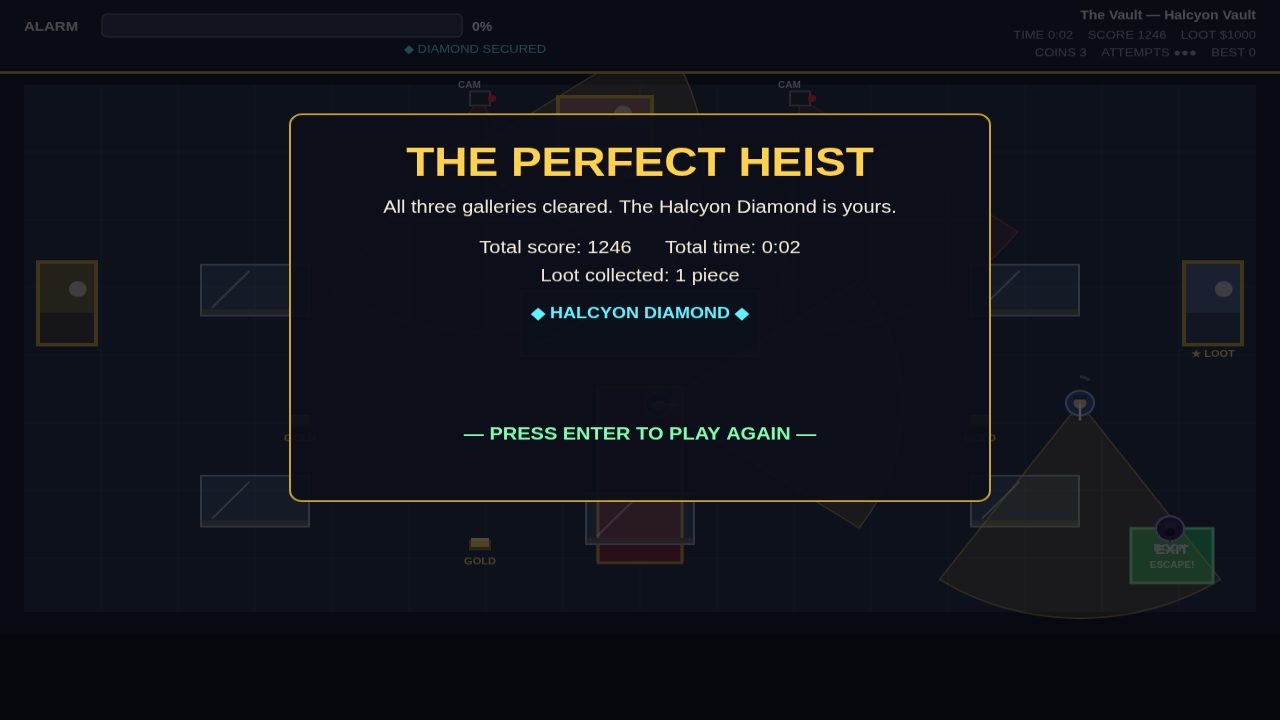 ALARM
0%
◆ DIAMOND SECURED
The Vault — Halcyon Vault
TIME 0:02 SCORE 1246 LOOT $1000
COINS 3 ATTEMPTS ●●● BEST 0
CAM
CAM
THE PERFECT HEIST
All three galleries cleared. The Halcyon Diamond is yours.
Total score: 1246 Total time: 0:02
Loot collected: 1 piece
◆ HALCYON DIAMOND ◆
★ LOOT
— PRESS ENTER TO PLAY AGAIN —
GOLD
EXIT
ESCAPE!